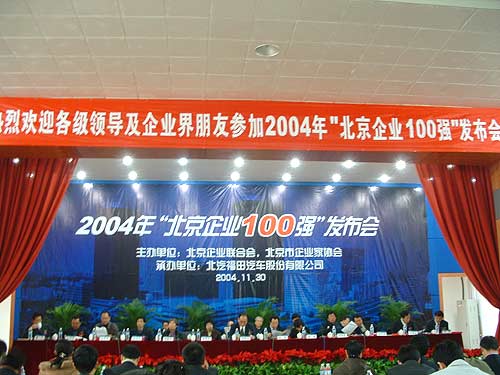 热烈欢迎各级领导及企业界朋友参加2004年"北京企业100强"发布会
2004年“北京企业100强”发布会
主办单位：北京企业联合会，北京市企业家协会
承办单位：北汽福田汽车股份有限公司
2004.11.30